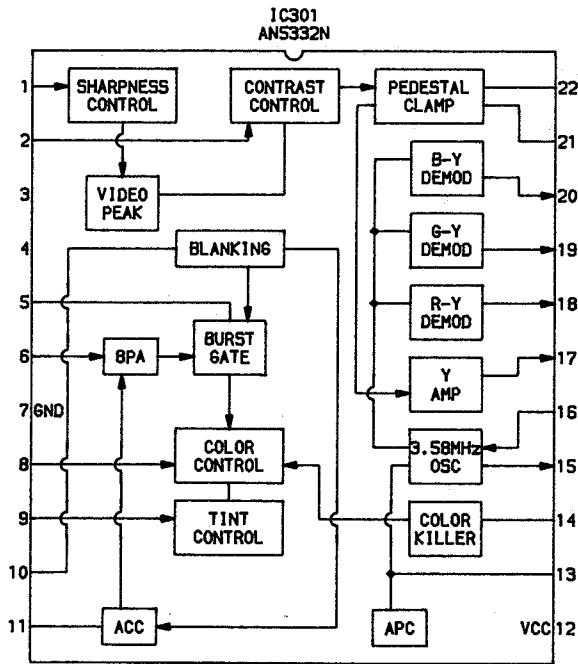 IC301
AN5332N
1
SHARPNESS
CONTROL
CONTRAST
CONTROL
PEDESTAL
CLAMP
22
2
21
3
VIDEO
PEAK
B-Y
DEMOD
20
4
BLANKING
G-Y
DEMOD
19
5
BURST
GATE
R-Y
DEMOD
18
6
BPA
Y
AMP
17
7 GND
16
8
COLOR
CONTROL
3.58MHz
OSC
15
9
TINT
CONTROL
COLOR
KILLER
14
10
13
11
ACC
APC
VCC 12